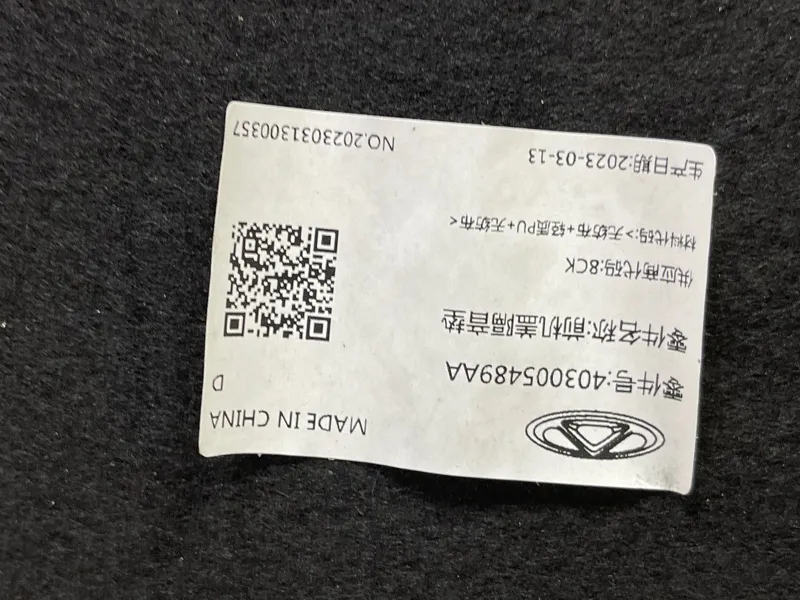 MADE IN CHINA
D
零件号:403005489AA
零件名称:前机盖隔音垫
供应商代码:8CK
材料代码:>无纺布+轻质PU+无纺布<
生产日期:2023-03-13
NO.2023031300357